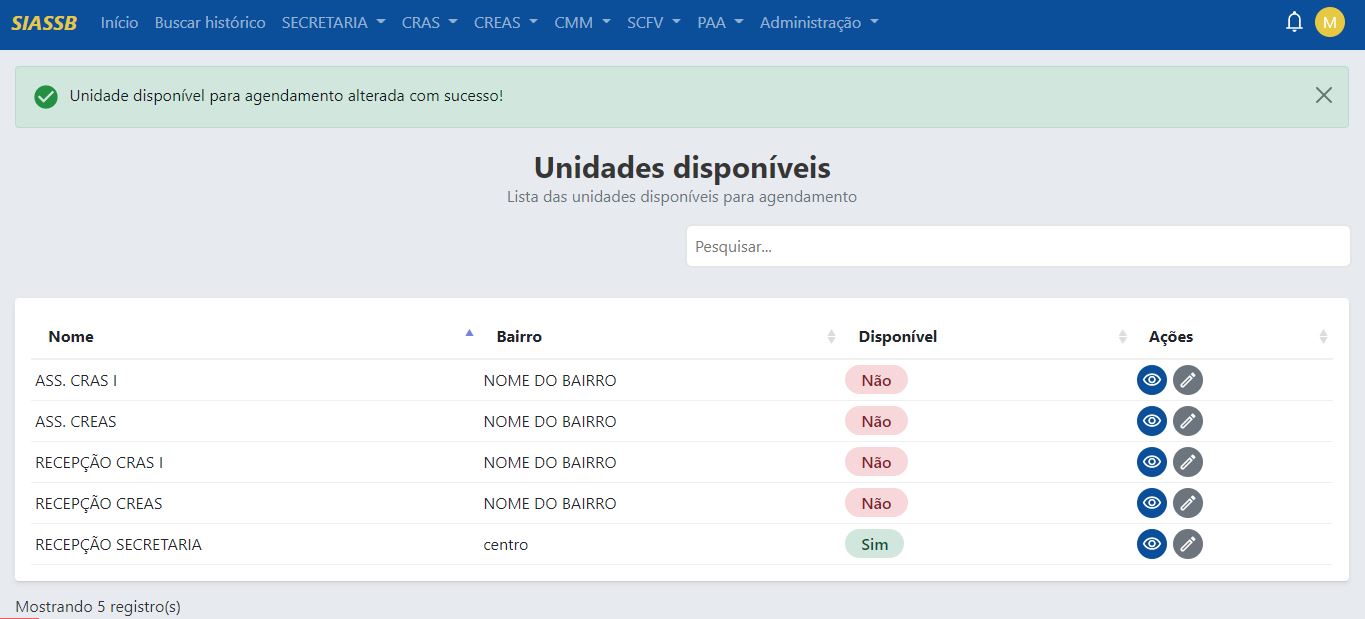 SIASSB Início Buscar histórico SECRETARIA CRAS CREAS CMM SCFV PAA Administração M
Unidade disponível para agendamento alterada com sucesso!
Unidades disponíveis
Lista das unidades disponíveis para agendamento
Pesquisar...
Nome Bairro Disponível Ações
ASS. CRAS I NOME DO BAIRRO Não
ASS. CREAS NOME DO BAIRRO Não
RECEPÇÃO CRAS I NOME DO BAIRRO Não
RECEPÇÃO CREAS NOME DO BAIRRO Não
RECEPÇÃO SECRETARIA centro Sim
Mostrando 5 registro(s)